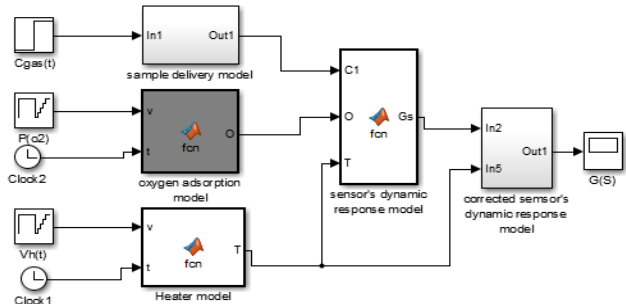 Cgas(t)
In1
Out1
sample delivery model
P(o2)
Clock2
v
t
fcn
O
oxygen adsorption
model
Vh(t)
Clock1
v
t
fcn
T
Heater model
C1
O
T
fcn
Gs
sensor's dynamic
response model
In2
In5
Out1
corrected semsor's
dynamic response
model
G(S)